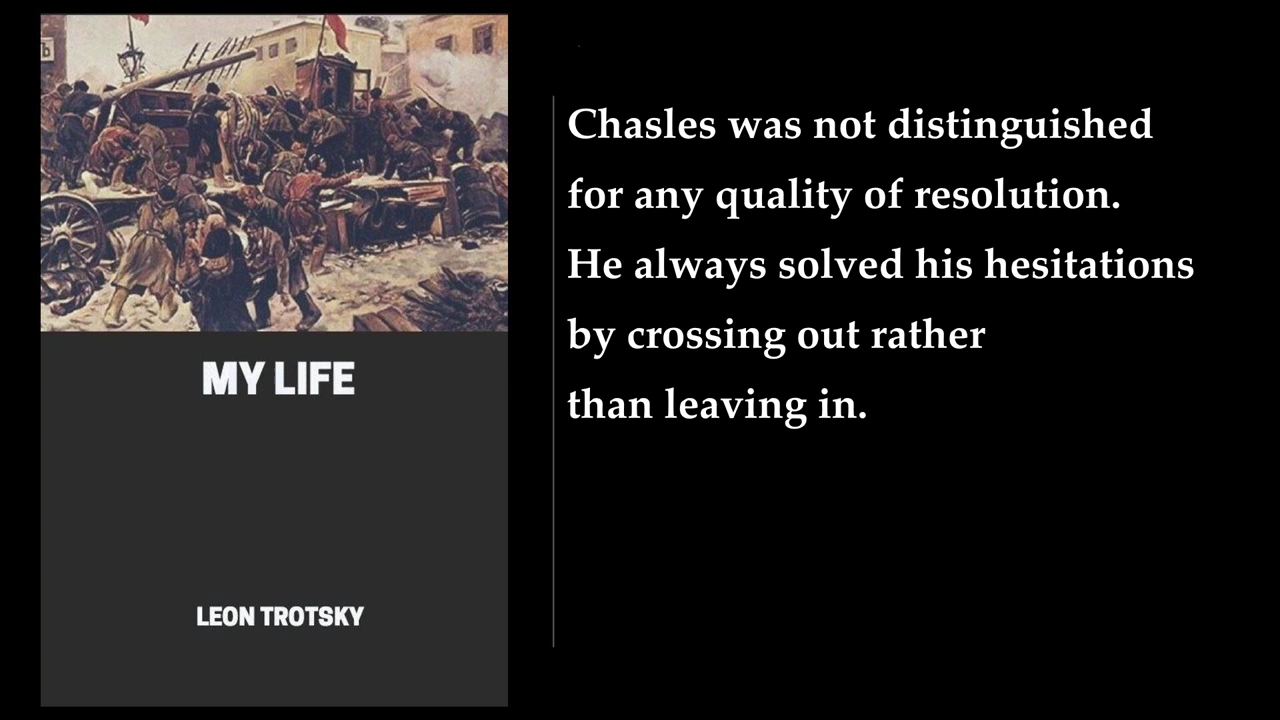 MY LIFE
LEON TROTSKY
Chasles was not distinguished
for any quality of resolution.
He always solved his hesitations
by crossing out rather
than leaving in.